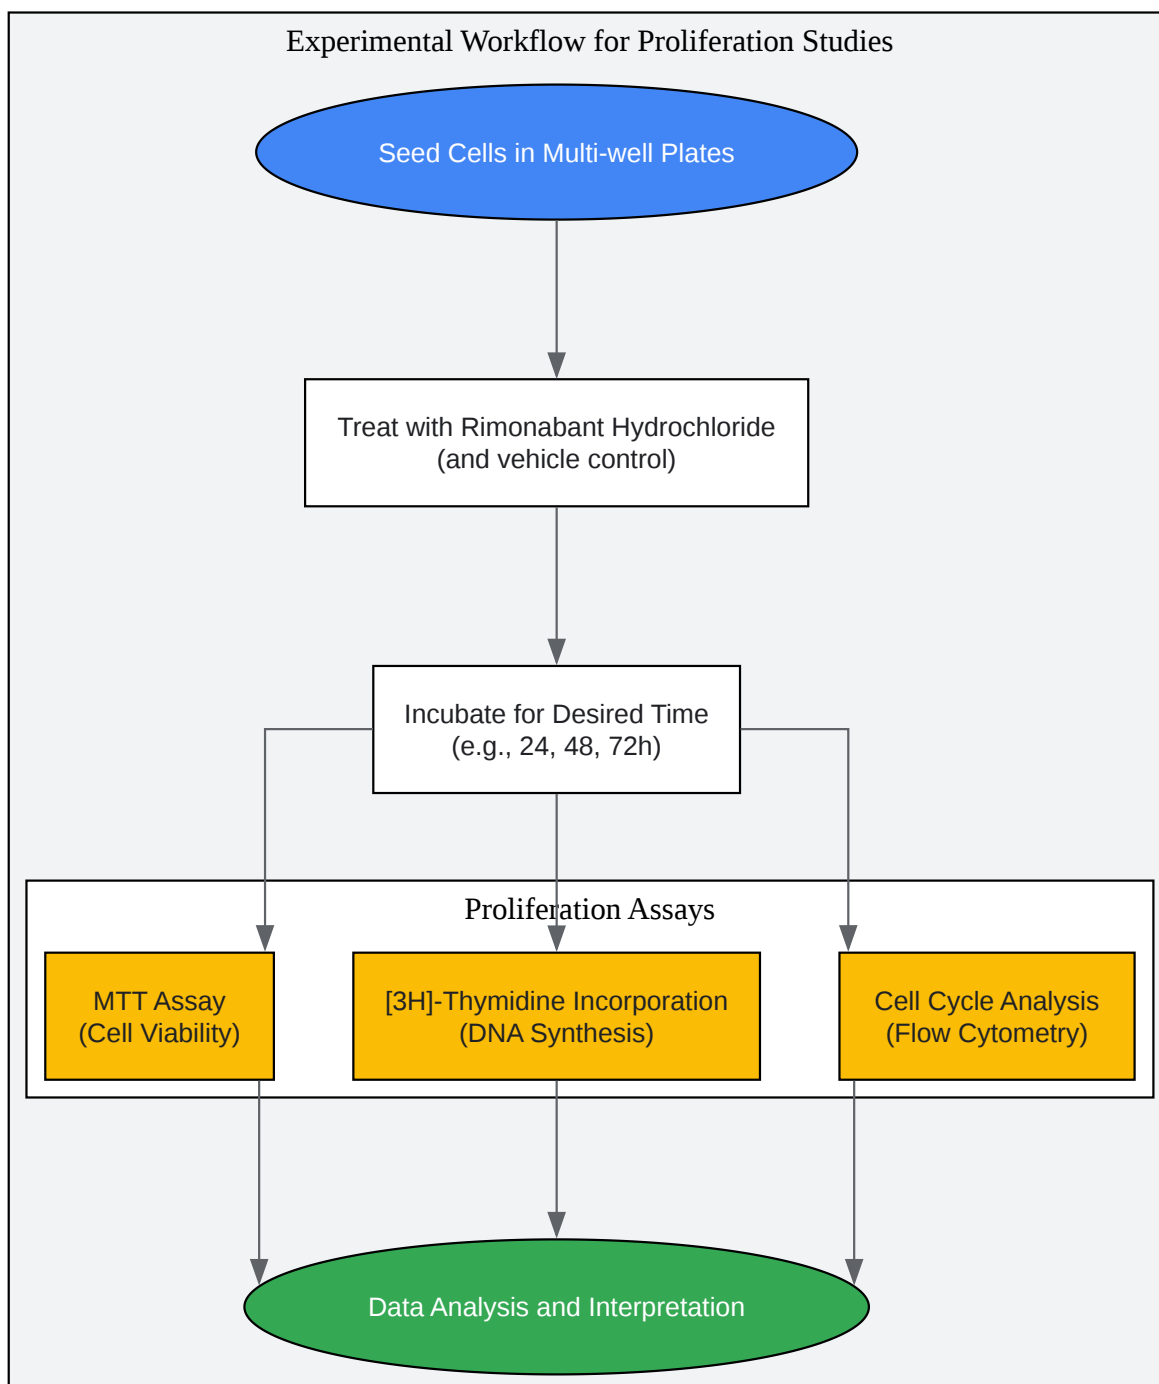 Experimental Workflow for Proliferation Studies
Seed Cells in Multi-well Plates
Treat with Rimonabant Hydrochloride
(and vehicle control)
Incubate for Desired Time
(e.g., 24, 48, 72h)
Proliferation Assays
MTT Assay
(Cell Viability)
[3H]-Thymidine Incorporation
(DNA Synthesis)
Cell Cycle Analysis
(Flow Cytometry)
Data Analysis and Interpretation